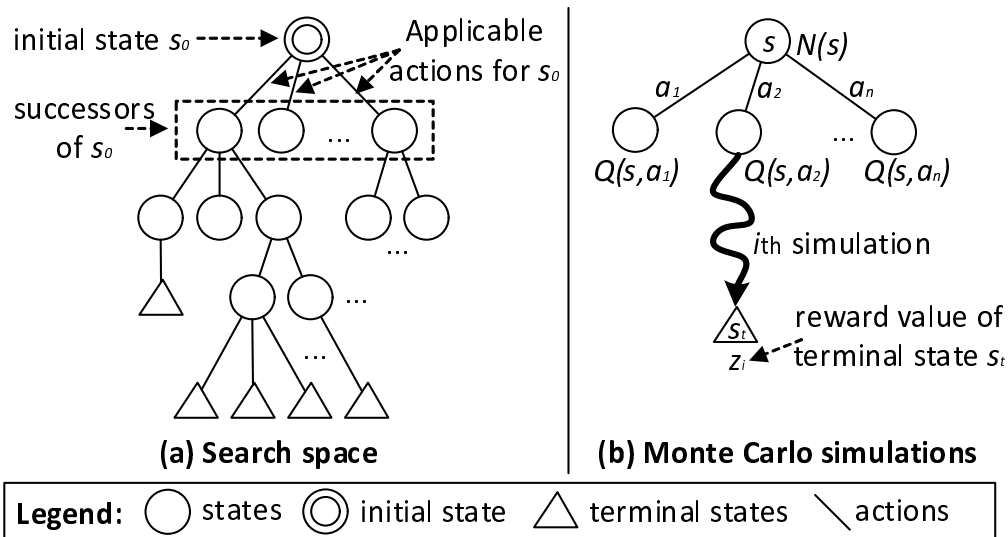 initial state s₀
Applicable
actions for s₀
successors
of s₀
...
...
...
...
(a) Search space
s N(s)
a₁ a₂ aₙ
...
Q(s,a₁) Q(s,a₂) Q(s,aₙ)
ith simulation
sₜ
zᵢ
reward value of
terminal state sₜ
(b) Monte Carlo simulations
Legend: states initial state terminal states actions